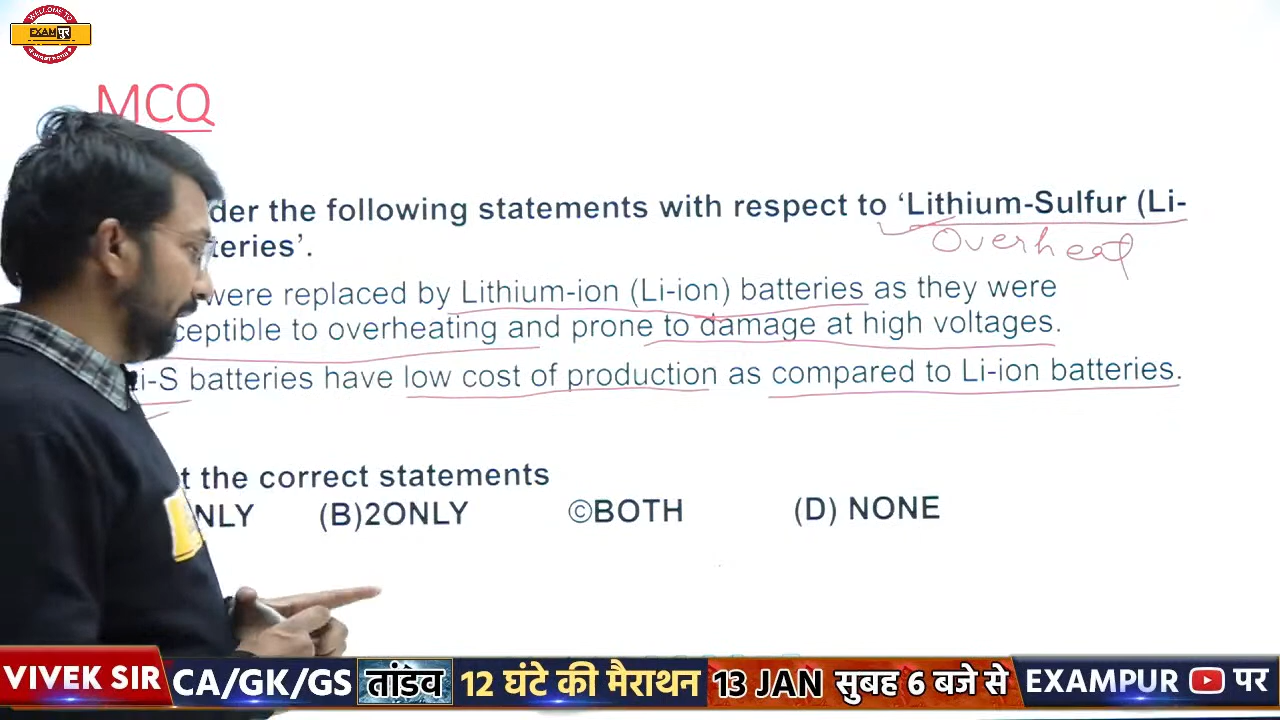 WELCOME TO
EXAMपुर
MCQ
der the following statements with respect to ‘Lithium-Sulfur (Li-
teries’.
Overheat
were replaced by Lithium-ion (Li-ion) batteries as they were
ceptible to overheating and prone to damage at high voltages.
i-S batteries have low cost of production as compared to Li-ion batteries.
t the correct statements
NLY (B)2ONLY ©BOTH (D) NONE
VIVEK SIR CA/GK/GS तांडव 12 घंटे की मैराथन 13 JAN सुबह 6 बजे से EXAMPUR पर